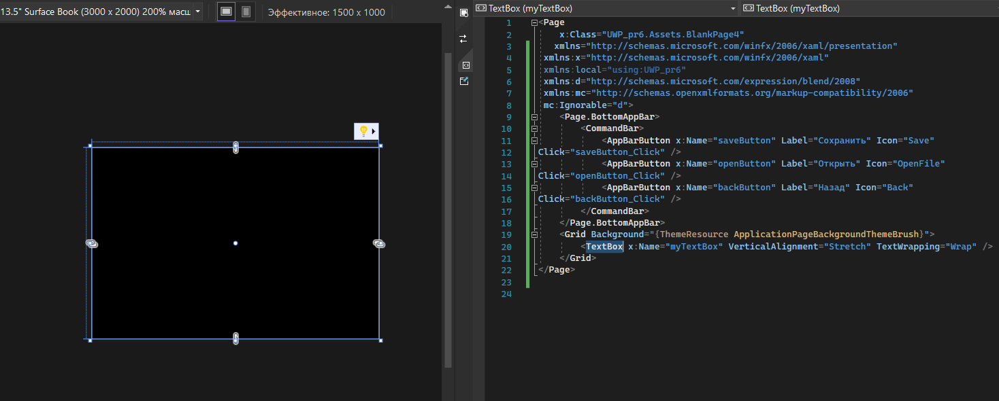 13.5" Surface Book (3000 x 2000) 200% масш
Эффективное: 1500 x 1000
TextBox (myTextBox)
TextBox (myTextBox)
1 <Page
2 x:Class="UWP_pr6.Assets.BlankPage4"
3 xmlns="http://schemas.microsoft.com/winfx/2006/xaml/presentation"
4 xmlns:x="http://schemas.microsoft.com/winfx/2006/xaml"
5 xmlns:local="using:UWP_pr6"
6 xmlns:d="http://schemas.microsoft.com/expression/blend/2008"
7 xmlns:mc="http://schemas.openxmlformats.org/markup-compatibility/2006"
8 mc:Ignorable="d">
9 <Page.BottomAppBar>
10 <CommandBar>
11 <AppBarButton x:Name="saveButton" Label="Сохранить" Icon="Save"
12 Click="saveButton_Click" />
13 <AppBarButton x:Name="openButton" Label="Открыть" Icon="OpenFile"
14 Click="openButton_Click" />
15 <AppBarButton x:Name="backButton" Label="Назад" Icon="Back"
16 Click="backButton_Click" />
17 </CommandBar>
18 </Page.BottomAppBar>
19 <Grid Background="{ThemeResource ApplicationPageBackgroundThemeBrush}">
20 <TextBox x:Name="myTextBox" VerticalAlignment="Stretch" TextWrapping="Wrap" />
21 </Grid>
22 </Page>
23
24